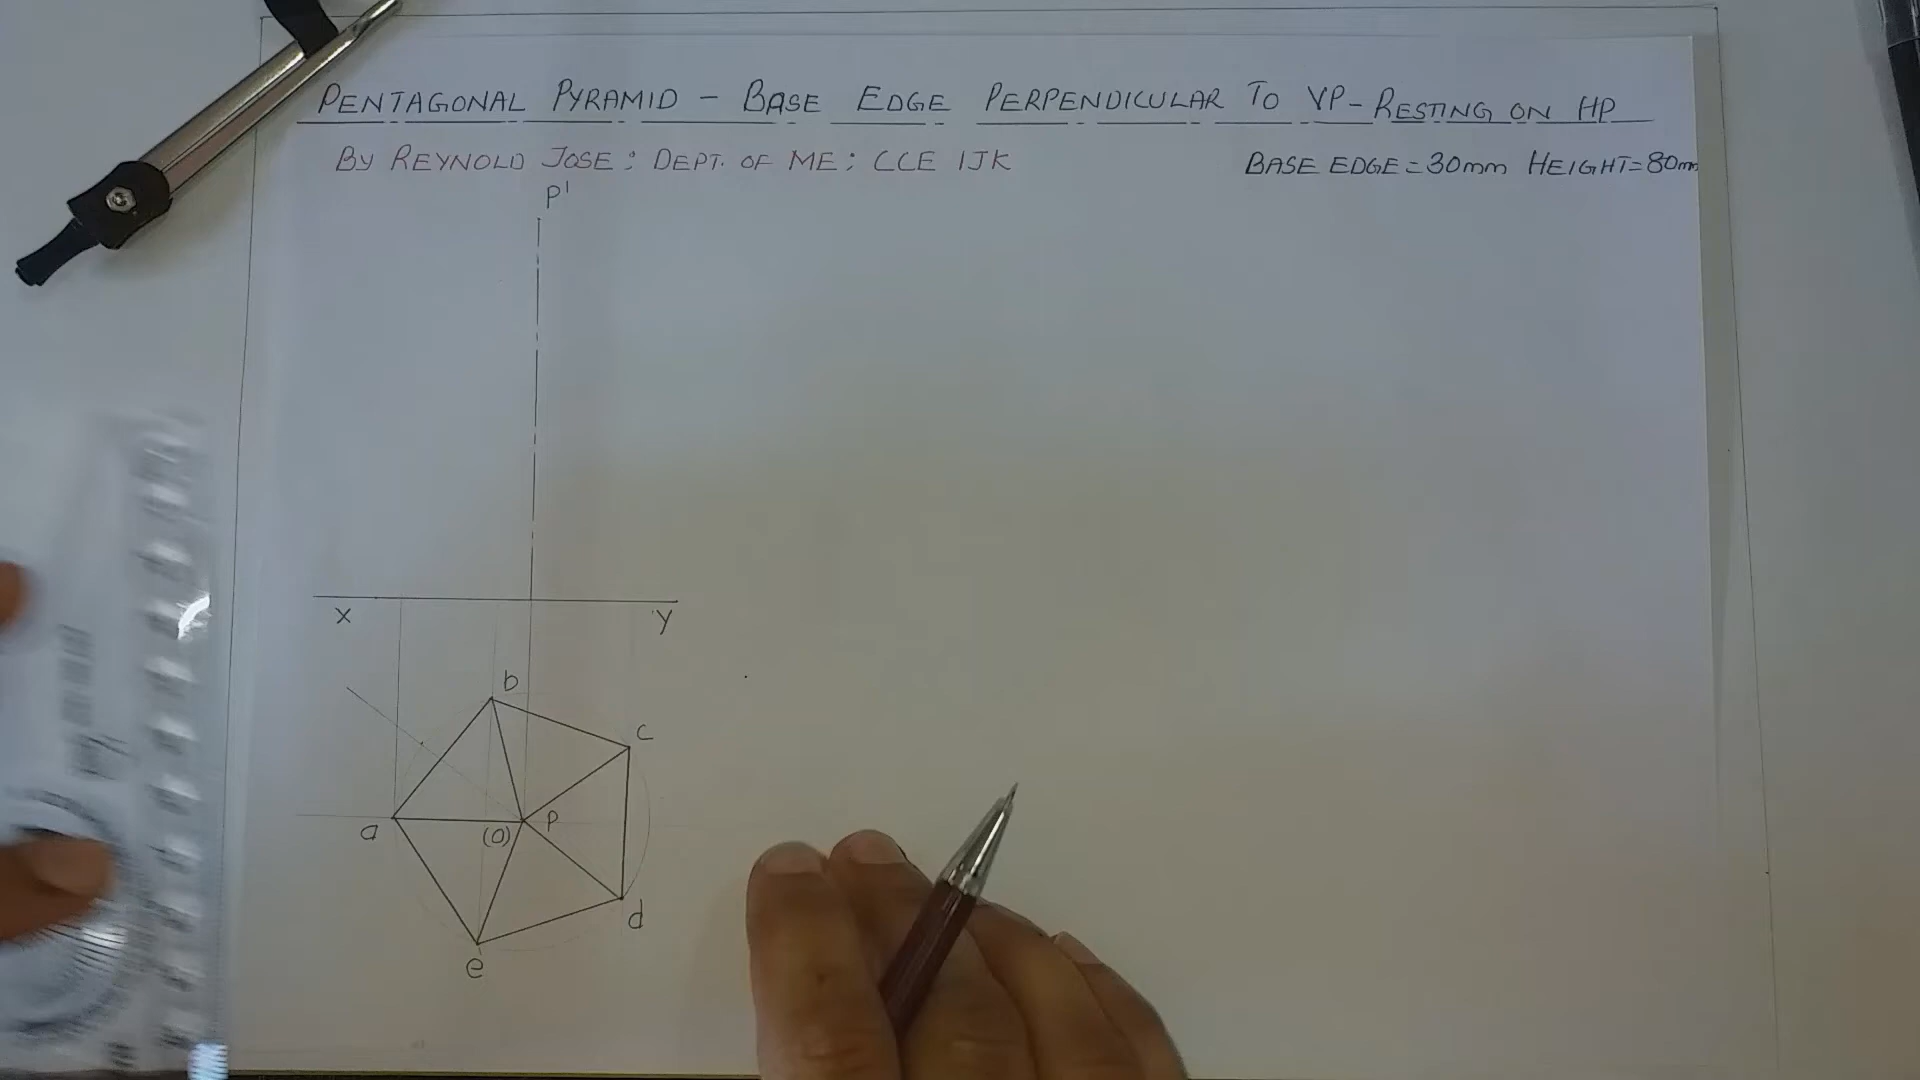 PENTAGONAL PYRAMID - BASE EDGE PERPENDICULAR TO VP-RESTING ON HP
BY REYNOLD JOSE: DEPT. OF ME: CCE IJK
BASE EDGE=30mm HEIGHT=80mm
P'
X
Y
b
c
a
(O)
P
d
e